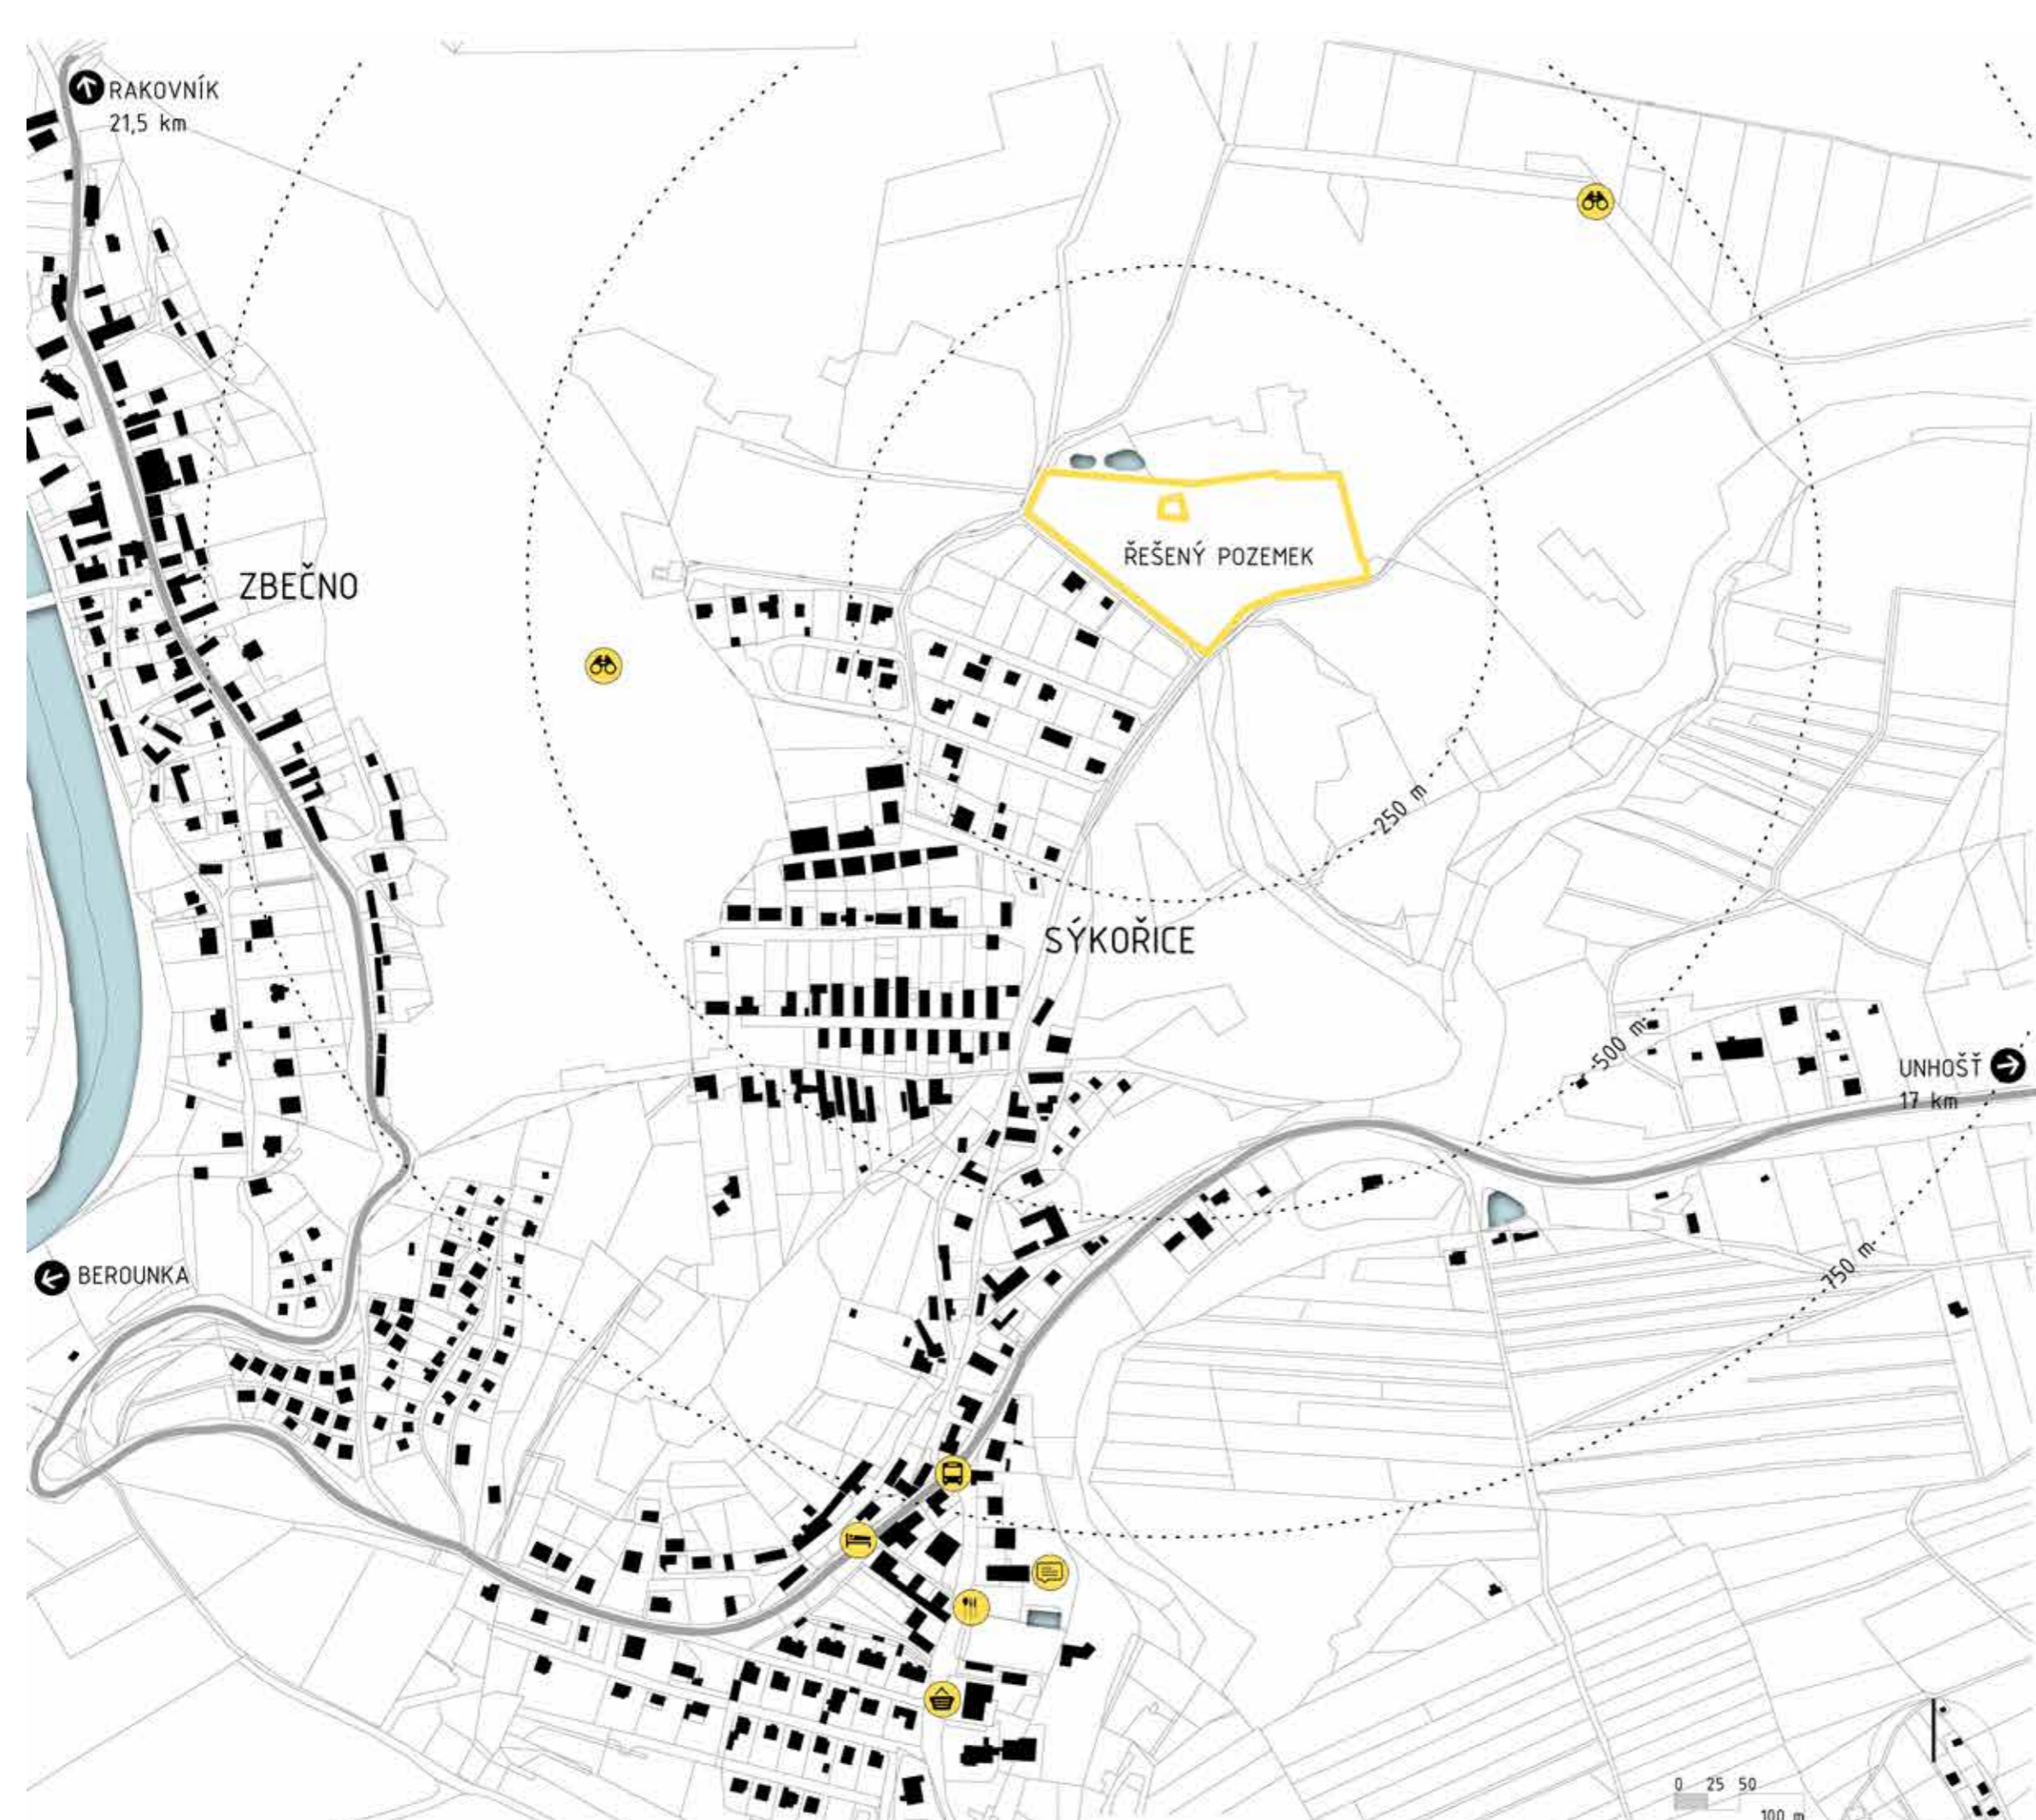 RAKOVNÍK
21,5 km
ŘEŠENÝ POZEMEK
ZBEČNO
250 m
SÝKOŘICE
500 m
UNHOŠŤ
17 km
750 m
BEROUNKA
0 25 50
100 m